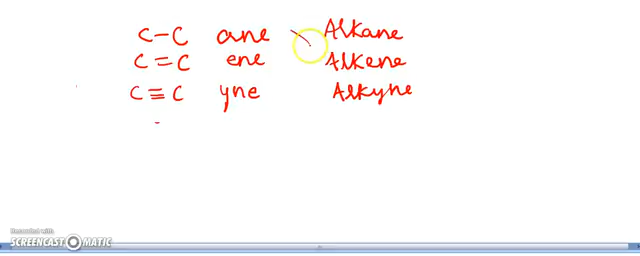 C-C ane Alkane
C=C ene Alkene
C≡C yne Alkyne
Recorded with
SCREENCAST-O-MATIC